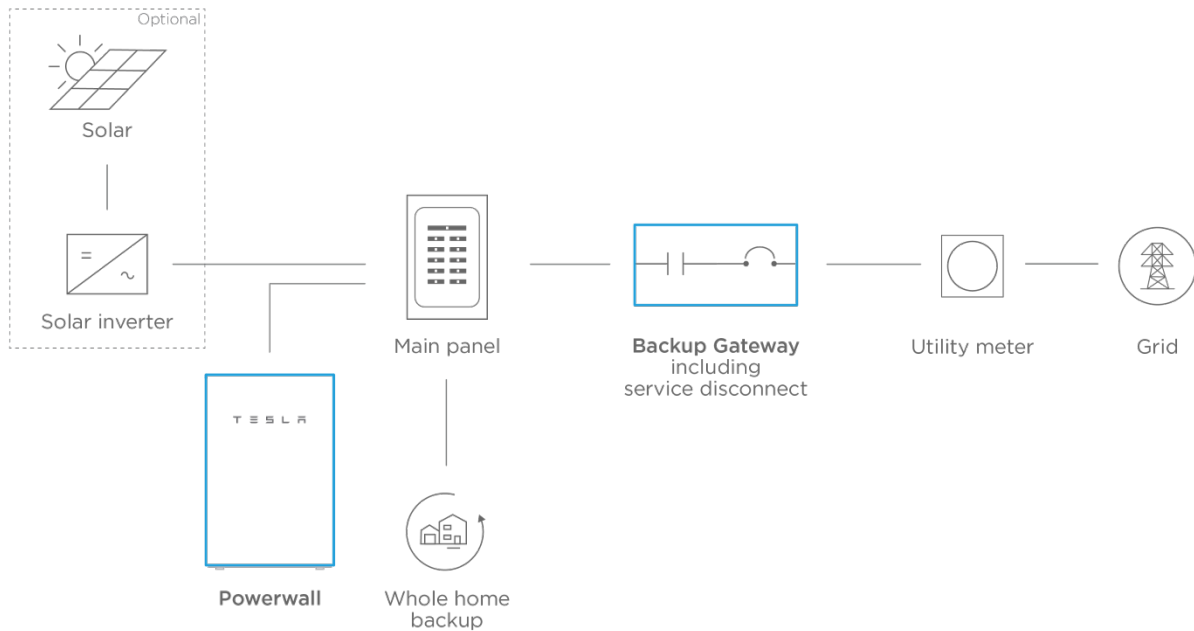 Optional
Solar
Solar inverter
Main panel
Backup Gateway
including
service disconnect
Utility meter
Grid
TESLA
Powerwall
Whole home
backup